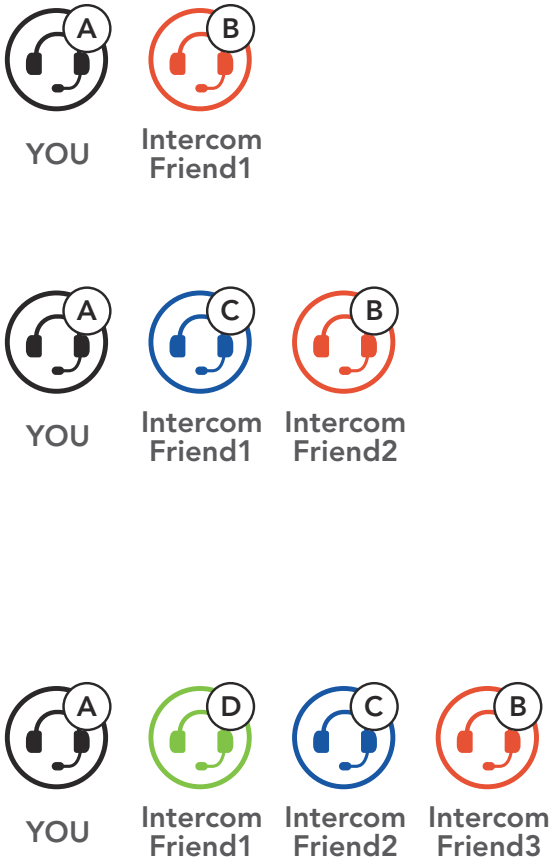 A B
YOU Intercom
Friend1
A C B
YOU Intercom Intercom
Friend1 Friend2
A D C B
YOU Intercom Intercom Intercom
Friend1 Friend2 Friend3